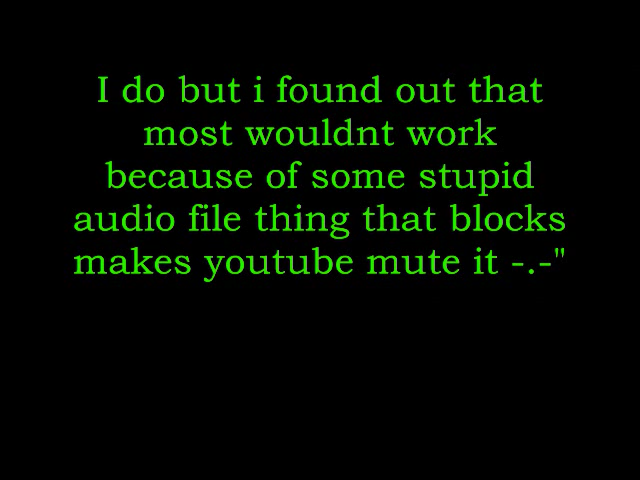 I do but i found out that
most wouldnt work
because of some stupid
audio file thing that blocks
makes youtube mute it -.-"